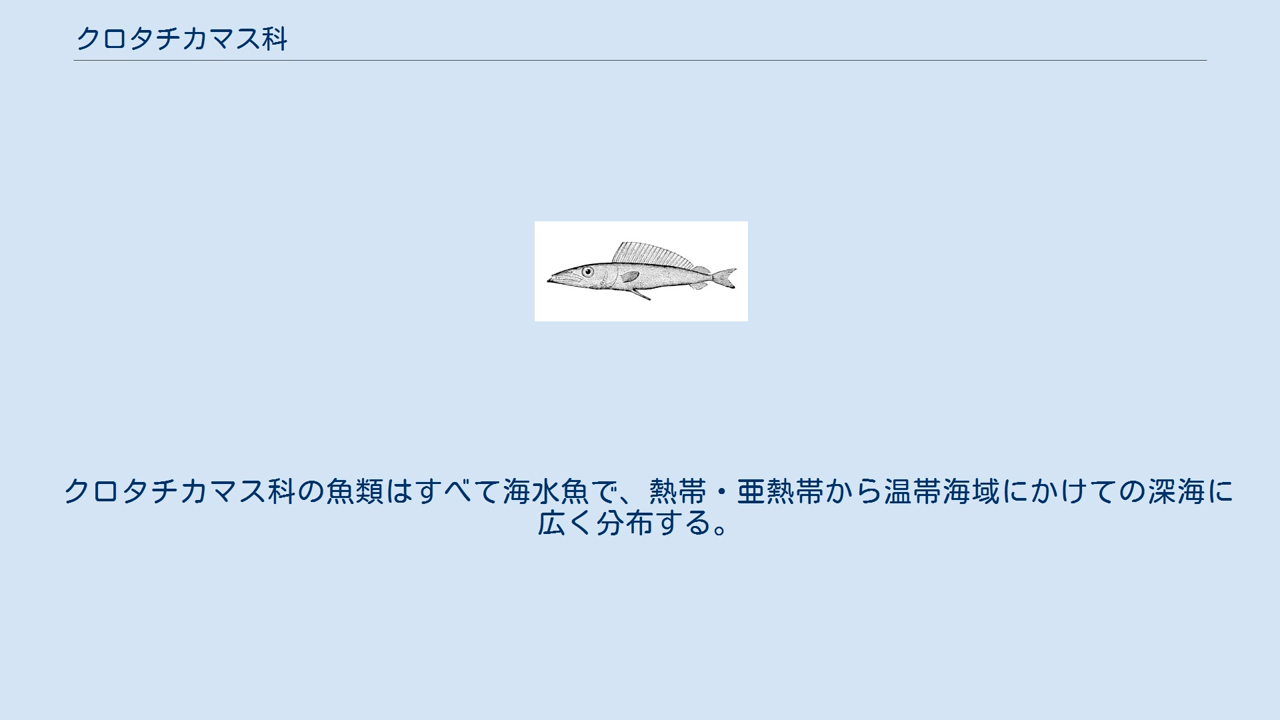 クロタチカマス科
クロタチカマス科の魚類はすべて海水魚で、熱帯・亜熱帯から温帯海域にかけての深海に
広く分布する。